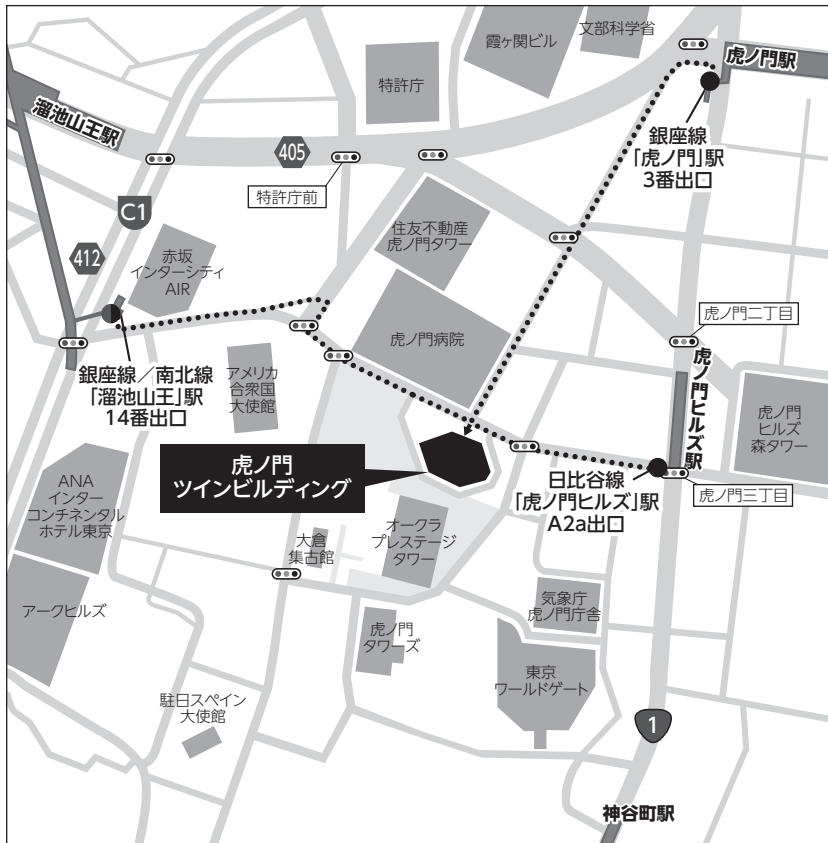 霞ヶ関ビル
文部科学省
虎ノ門駅
特許庁
溜池山王駅
銀座線
「虎ノ門」駅
3番出口
405
特許庁前
C1
住友不動産
虎ノ門タワー
412
赤坂
インターシティ
AIR
虎ノ門二丁目
虎ノ門病院
銀座線／南北線
「溜池山王」駅
14番出口
アメリカ
合衆国
大使館
虎ノ門ヒルズ駅
虎ノ門
ヒルズ
森タワー
虎ノ門
ツインビルディング
日比谷線
「虎ノ門ヒルズ」駅
A2a出口
虎ノ門三丁目
ANA
インター
コンチネンタル
ホテル東京
大倉
集古館
オークラ
プレステージ
タワー
アークヒルズ
虎ノ門
タワーズ
気象庁
虎ノ門庁舎
東京
ワールドゲート
駐日スペイン
大使館
1
神谷町駅